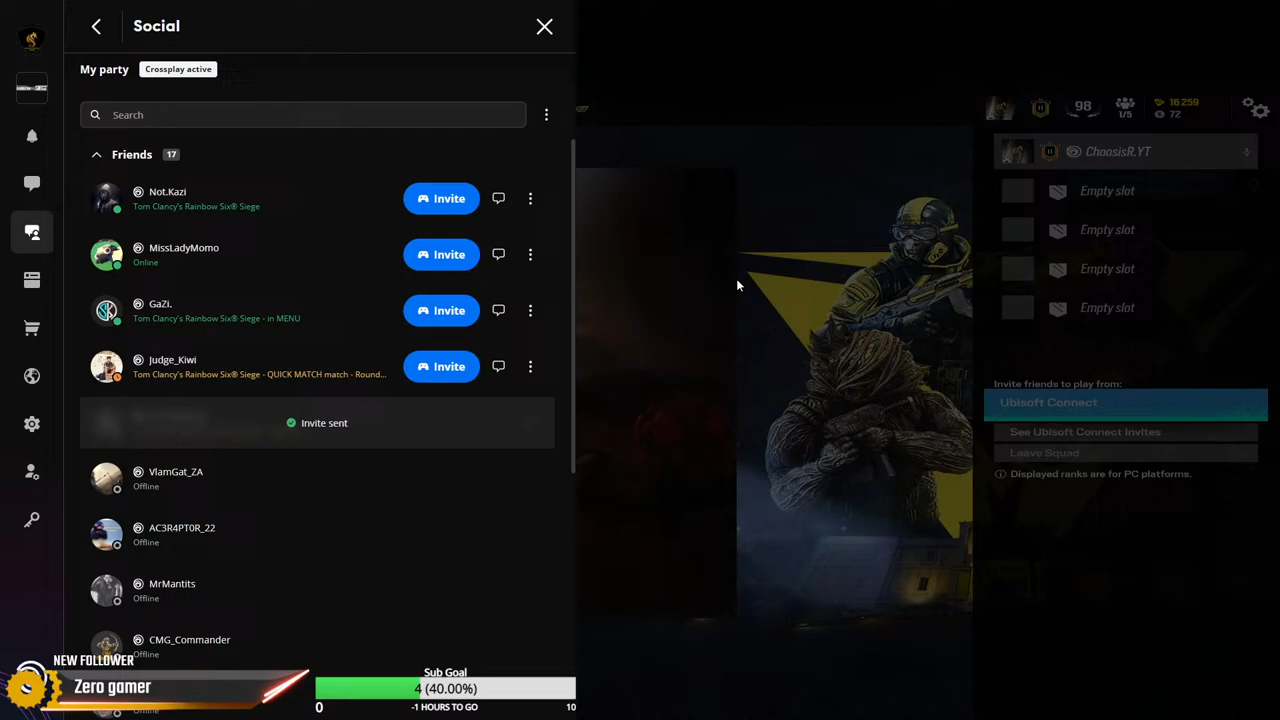 Social
My party
Crossplay active
Search
Friends 17
Not.Kazi
Tom Clancy's Rainbow Six® Siege
Invite
MissLadyMomo
Online
Invite
GaZi.
Tom Clancy's Rainbow Six® Siege - in MENU
Invite
Judge_Kiwi
Tom Clancy's Rainbow Six® Siege - QUICK MATCH match - Round...
Invite
Invite sent
VlamGat_ZA
Offline
AC3R4PT0R_22
Offline
MrMantits
Offline
CMG_Commander
Offline
NEW FOLLOWER
Zero gamer
Sub Goal
4 (40.00%)
0
-1 HOURS TO GO
10
98
1/5
16 259
72
ChaosisR.YT
Empty slot
Empty slot
Empty slot
Empty slot
Invite friends to play from:
Ubisoft Connect
See Ubisoft Connect Invites
Leave Squad
Displayed ranks are for PC platforms.